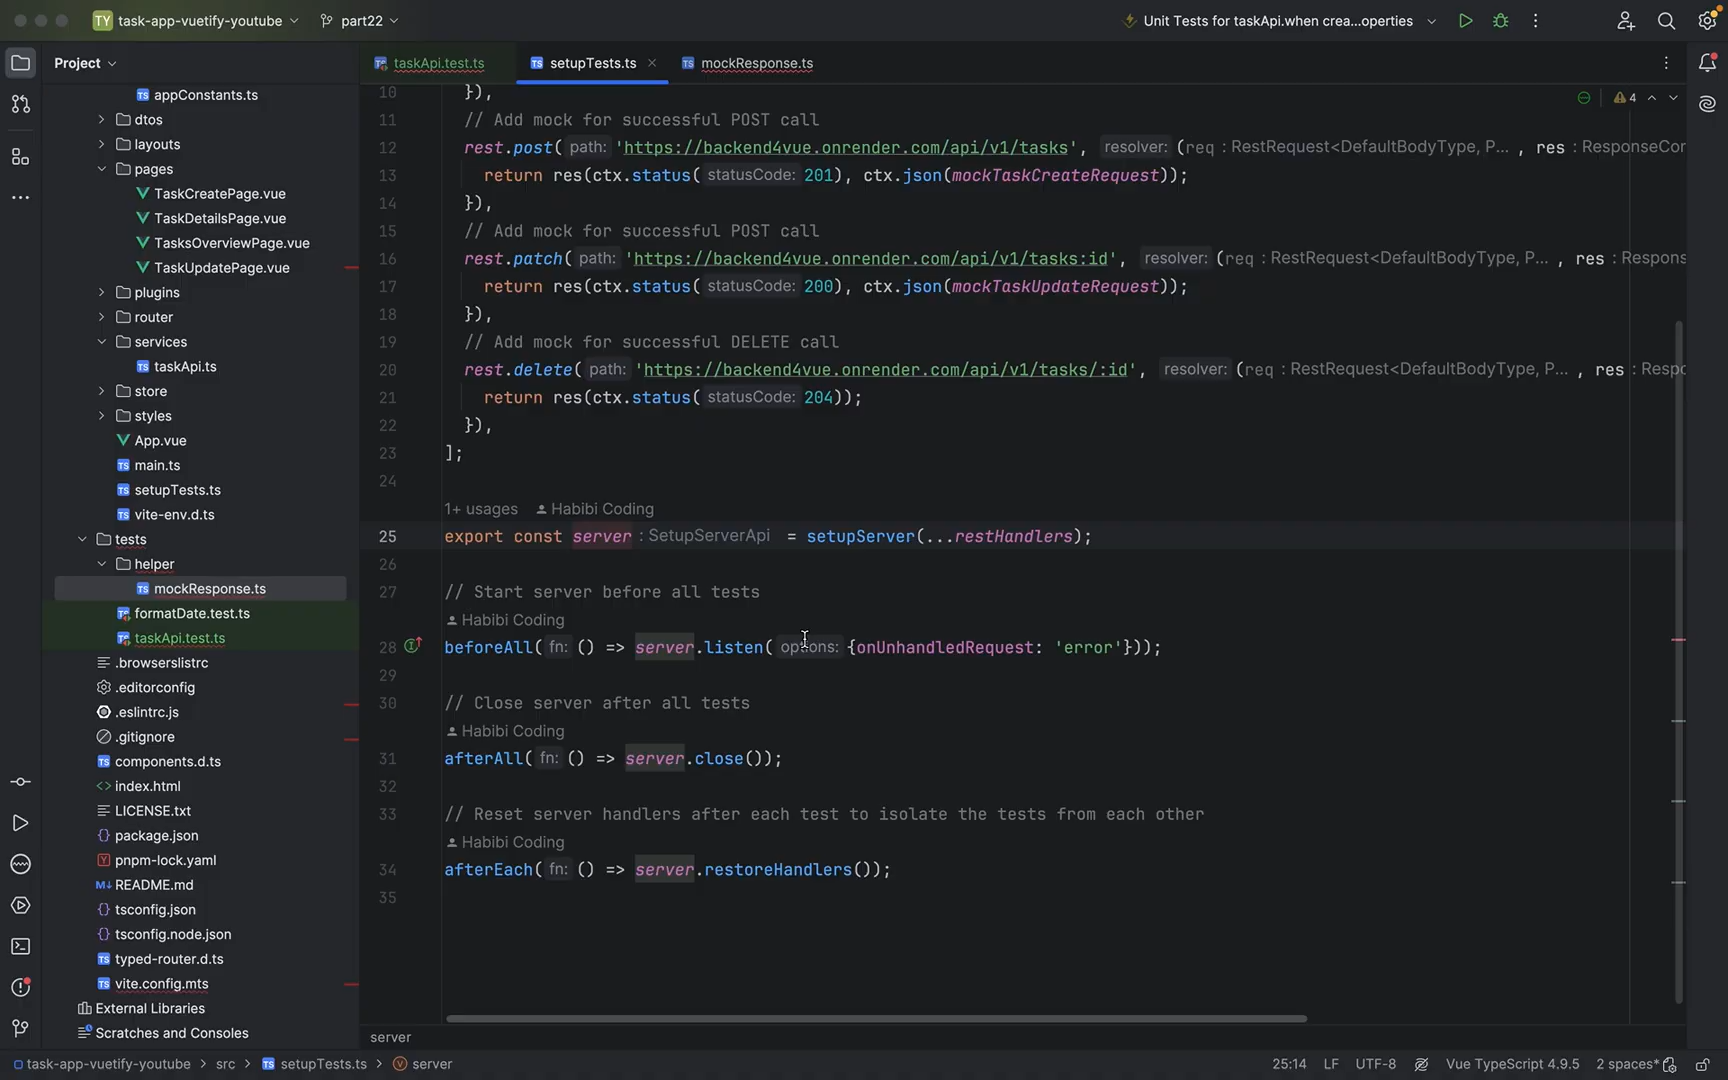 TY task-app-vuetify-youtube part22 Unit Tests for taskApi.when crea...operties
Project
taskApi.test.ts setupTests.ts mockResponse.ts
appConstants.ts
dtos
layouts
pages
TaskCreatePage.vue
TaskDetailsPage.vue
TasksOverviewPage.vue
TaskUpdatePage.vue
plugins
router
services
taskApi.ts
store
styles
App.vue
main.ts
setupTests.ts
vite-env.d.ts
tests
helper
mockResponse.ts
formatDate.test.ts
taskApi.test.ts
.browserslistrc
.editorconfig
.eslintrc.js
.gitignore
components.d.ts
index.html
LICENSE.txt
package.json
pnpm-lock.yaml
README.md
tsconfig.json
tsconfig.node.json
typed-router.d.ts
vite.config.mts
External Libraries
Scratches and Consoles
4
10 }),
11 // Add mock for successful POST call
12 rest.post( path: 'https://backend4vue.onrender.com/api/v1/tasks', resolver: (req : RestRequest<DefaultBodyType, P... , res : ResponseCor
13 return res(ctx.status( statusCode: 201), ctx.json(mockTaskCreateRequest));
14 }),
15 // Add mock for successful POST call
16 rest.patch( path: 'https://backend4vue.onrender.com/api/v1/tasks:id', resolver: (req : RestRequest<DefaultBodyType, P... , res : Respons
17 return res(ctx.status( statusCode: 200), ctx.json(mockTaskUpdateRequest));
18 }),
19 // Add mock for successful DELETE call
20 rest.delete( path: 'https://backend4vue.onrender.com/api/v1/tasks/:id', resolver: (req : RestRequest<DefaultBodyType, P... , res : Respo
21 return res(ctx.status( statusCode: 204));
22 }),
23 ];
24
1+ usages Habibi Coding
25 export const server : SetupServerApi = setupServer(...restHandlers);
26
27 // Start server before all tests
Habibi Coding
28 beforeAll( fn: () => server.listen( options: {onUnhandledRequest: 'error'}));
29
30 // Close server after all tests
Habibi Coding
31 afterAll( fn: () => server.close());
32
33 // Reset server handlers after each test to isolate the tests from each other
Habibi Coding
34 afterEach( fn: () => server.restoreHandlers());
35
server
task-app-vuetify-youtube > src > setupTests.ts > server 25:14 LF UTF-8 Vue TypeScript 4.9.5 2 spaces*